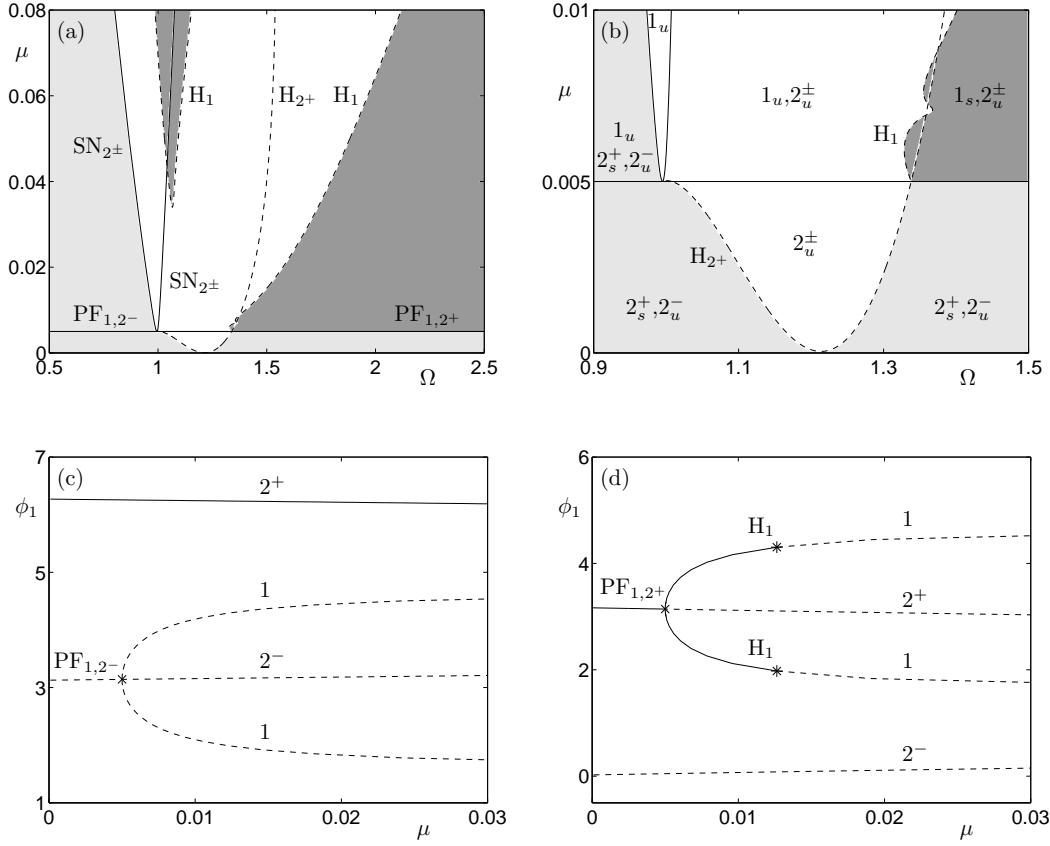 0.08
(a)
μ
H₁
H₂₊
H₁
0.06
SN₂±
0.04
0.02
SN₂±
PF₁,₂₋
PF₁,₂₊
0
0.5
1
1.5
2
2.5
Ω
0.01
(b)
1ᵤ
μ
1ᵤ,2ᵤ±
1ₛ,2ᵤ±
1ᵤ
H₁
2ₛ⁺,2ᵤ⁻
0.005
2ᵤ±
H₂₊
2ₛ⁺,2ᵤ⁻
2ₛ⁺,2ᵤ⁻
0
0.9
1.1
1.3
1.5
Ω
7
(c)
2⁺
φ₁
5
1
PF₁,₂₋
2⁻
3
1
1
0
0.01
0.02
0.03
μ
6
(d)
φ₁
H₁
1
4
PF₁,₂₊
2⁺
H₁
1
2
2⁻
0
0
0.01
0.02
0.03
μ